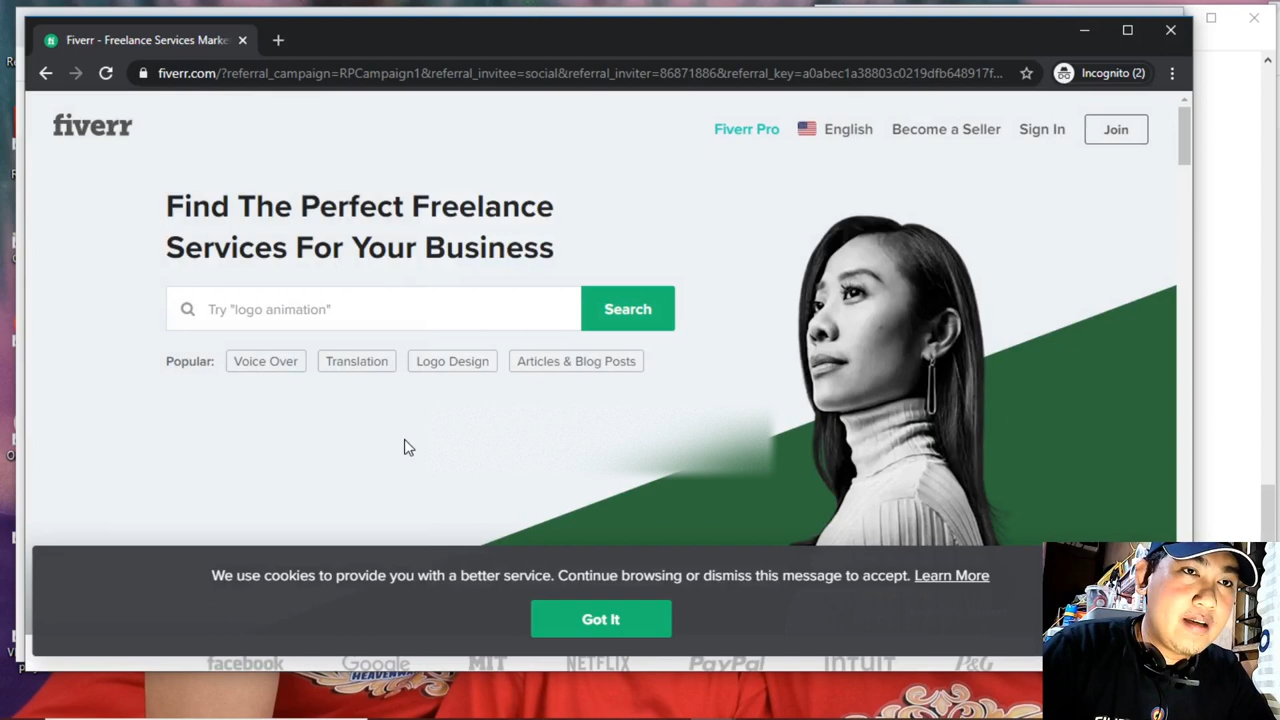 Fiverr - Freelance Services Marke
fiverr.com/?referral_campaign=RPCampaign1&referral_invitee=social&referral_inviter=86871886&referral_key=a0abec1a38803c0219dfb648917f...
Incognito (2)
fiverr
Fiverr Pro
English
Become a Seller
Sign In
Join
Find The Perfect Freelance
Services For Your Business
Try "logo animation"
Search
Popular:
Voice Over
Translation
Logo Design
Articles & Blog Posts
We use cookies to provide you with a better service. Continue browsing or dismiss this message to accept. Learn More
Got It
facebook
Google
MIT
NETFLIX
PayPal
INTUIT
P&G